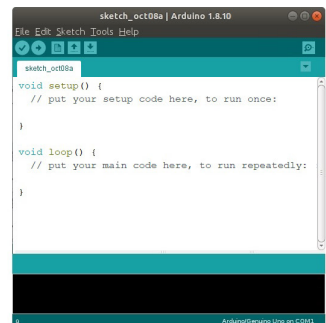 sketch_oct08a | Arduino 1.8.10
File Edit Sketch Tools Help
sketch_oct08a
void setup() {
// put your setup code here, to run once:
}
void loop() {
// put your main code here, to run repeatedly:
}
Arduino/Genuino Uno on COM1